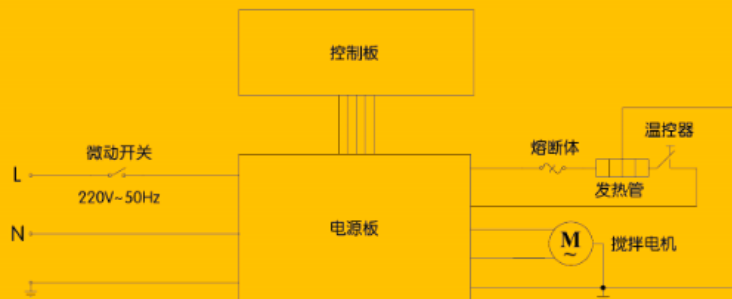 控制板
温控器
熔断体
微动开关
L
发热管
220V~50Hz
电源板
N
M
~
搅拌电机